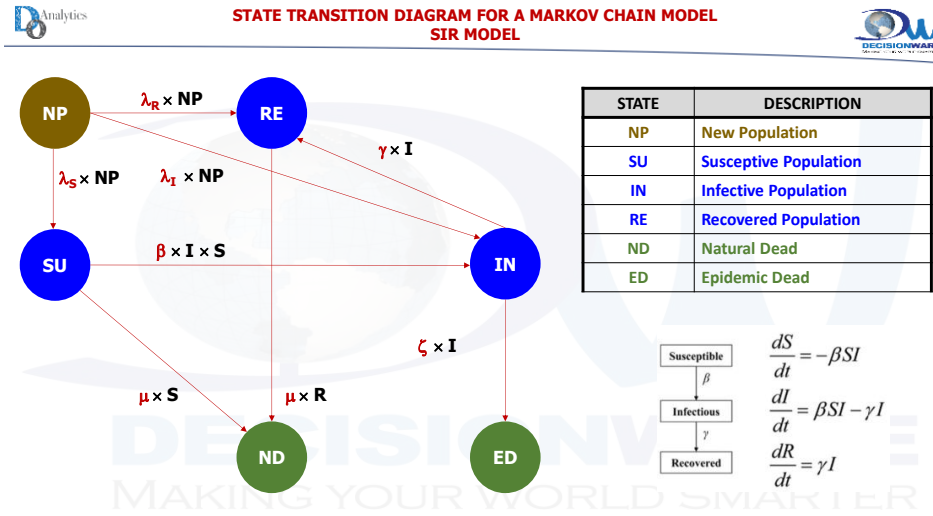 DA Analytics
STATE TRANSITION DIAGRAM FOR A MARKOV CHAIN MODEL
SIR MODEL
DECISIONWAR
NP
λR × NP
RE
γ × I
λS × NP
λI × NP
SU
β × I × S
IN
ζ × I
μ × S
μ × R
ND
ED
STATE DESCRIPTION
NP New Population
SU Susceptive Population
IN Infective Population
RE Recovered Population
ND Natural Dead
ED Epidemic Dead
Susceptible
β
Infectious
γ
Recovered
dS/dt = −βSI
dI/dt = βSI − γI
dR/dt = γI
DECISIONW E
MAKING YOUR WORLD SMARTER